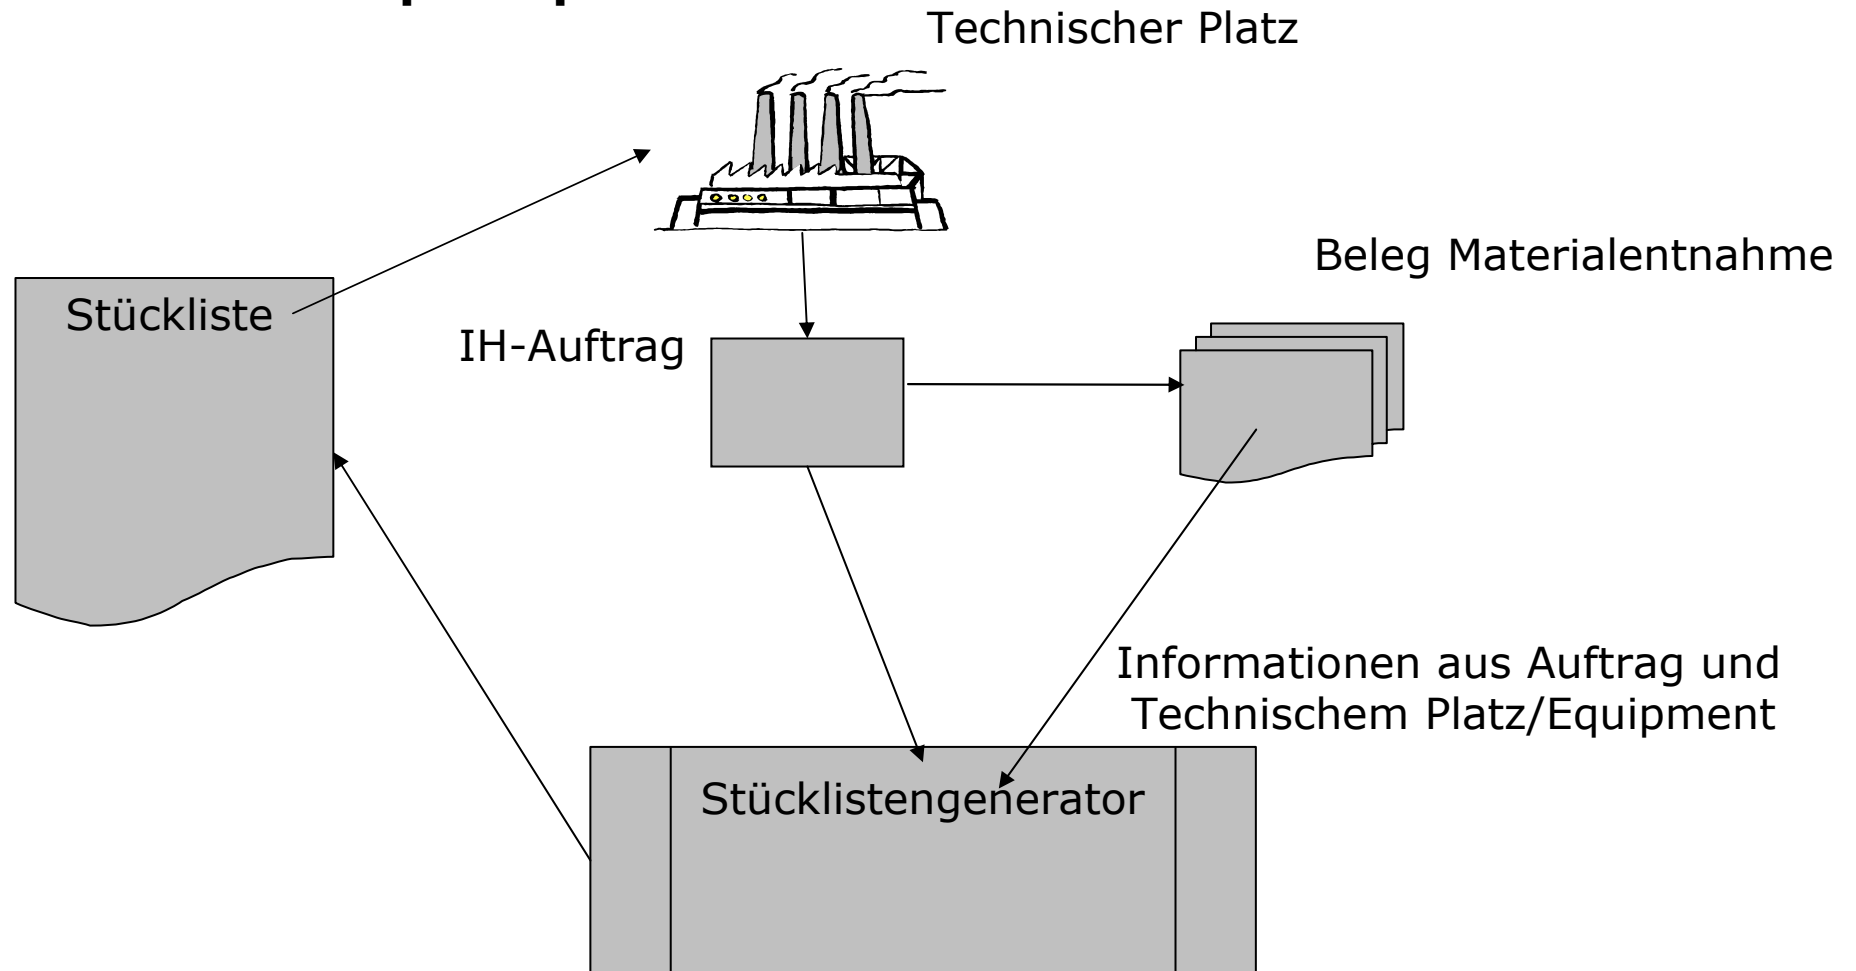 Technischer Platz
Beleg Materialentnahme
Stückliste
IH-Auftrag
Informationen aus Auftrag und
Technischem Platz/Equipment
Stücklistengenerator